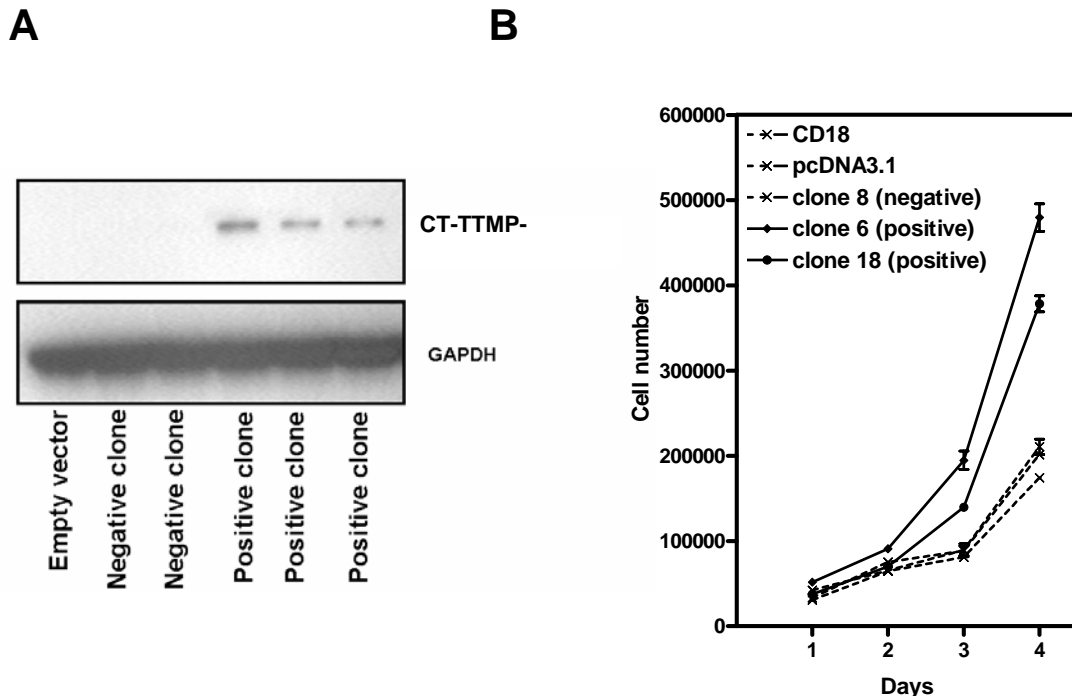 A
B
CT-TTMP-
GAPDH
Empty vector
Negative clone
Negative clone
Positive clone
Positive clone
Positive clone
600000
500000
400000
300000
200000
100000
0
Cell number
CD18
pcDNA3.1
clone 8 (negative)
clone 6 (positive)
clone 18 (positive)
1 2 3 4
Days